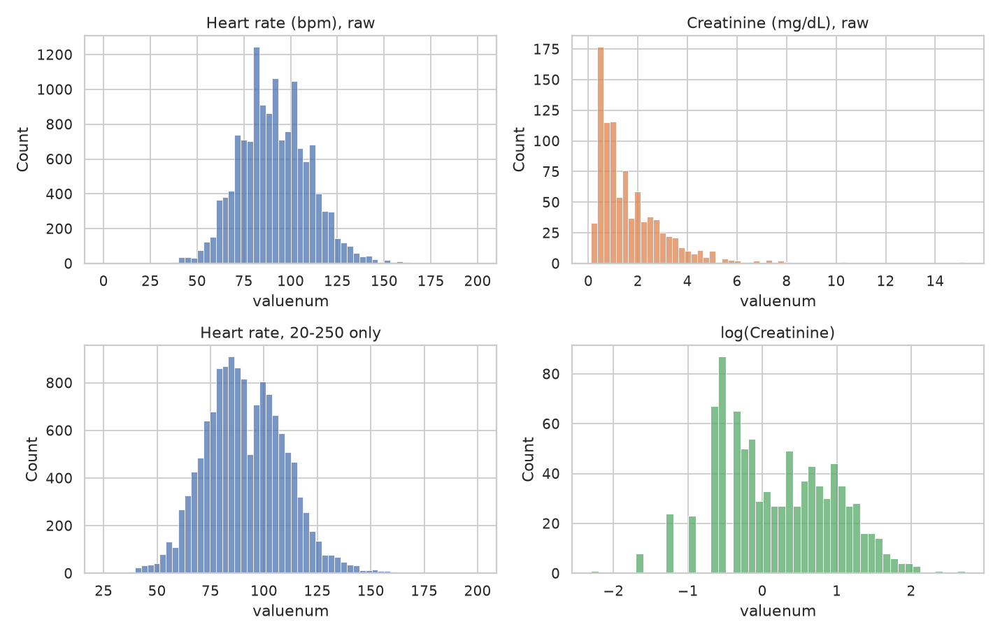 Heart rate (bpm), raw
1200
1000
800
600
400
200
0
Count
0 25 50 75 100 125 150 175 200
valuenum
Creatinine (mg/dL), raw
175
150
125
100
75
50
25
0
Count
0 2 4 6 8 10 12 14
valuenum
Heart rate, 20-250 only
800
600
400
200
0
Count
25 50 75 100 125 150 175 200
valuenum
log(Creatinine)
80
60
40
20
0
Count
−2 −1 0 1 2
valuenum